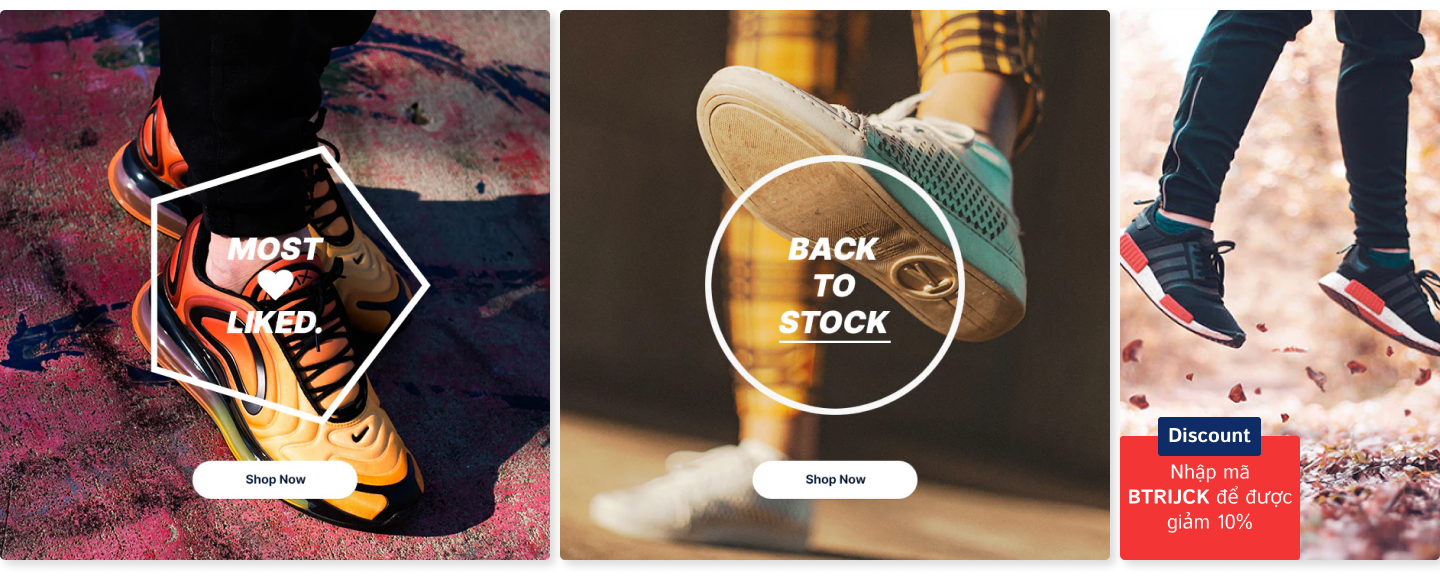 MOST
LIKED.
Shop Now
BACK
TO
STOCK
Shop Now
Discount
Nhập mã
BTRIJCK để được
giảm 10%